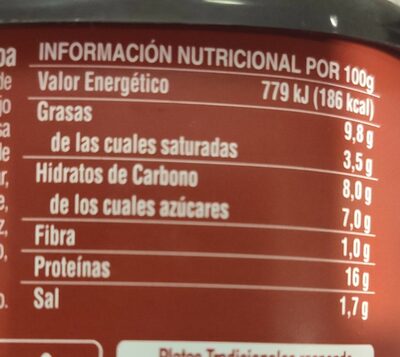 INFORMACIÓN NUTRICIONAL POR 100g
Valor Energético 779 kJ (186 kcal)
Grasas 9,8 g
de las cuales saturadas 3,5 g
Hidratos de Carbono 8,0 g
de los cuales azúcares 7,0 g
Fibra 1,0 g
Proteínas 16 g
Sal 1,7 g
Platos Tradicionales